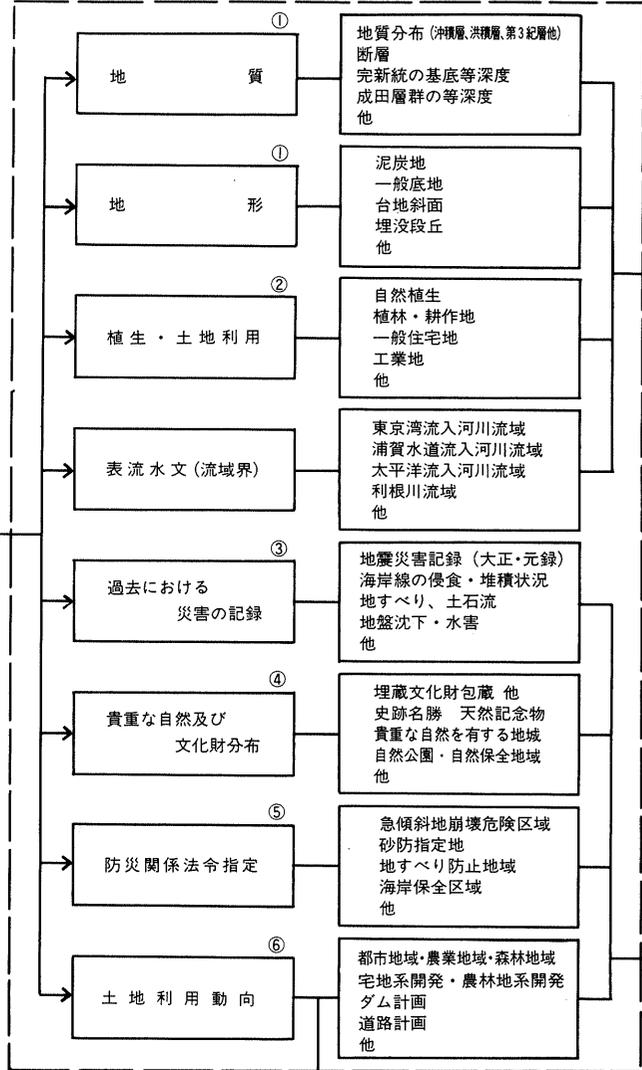 ①
地質
地質分布(沖積層、洪積層、第3紀層他)
断層
完新統の基底等深度
成田層群の等深度
他
①
地形
泥炭地
一般底地
台地斜面
埋没段丘
他
②
植生・土地利用
自然植生
植林・耕作地
一般住宅地
工業地
他
表流水文(流域界)
東京湾流入河川流域
浦賀水道流入河川流域
太平洋流入河川流域
利根川流域
他
③
過去における
災害の記録
地震災害記録(大正・元録)
海岸線の侵食・堆積状況
地すべり、土石流
地盤沈下・水害
他
④
貴重な自然及び
文化財分布
埋蔵文化財包蔵 他
史跡名勝 天然記念物
貴重な自然を有する地城
自然公園・自然保全地域
他
⑤
防災関係法令指定
急傾斜地崩壊危険区域
砂防指定地
地すべり防止地域
海岸保全区域
他
⑥
土地利用動向
都市地域・農業地域・森林地域
宅地系開発・農林地系開発
ダム計画
道路計画
他